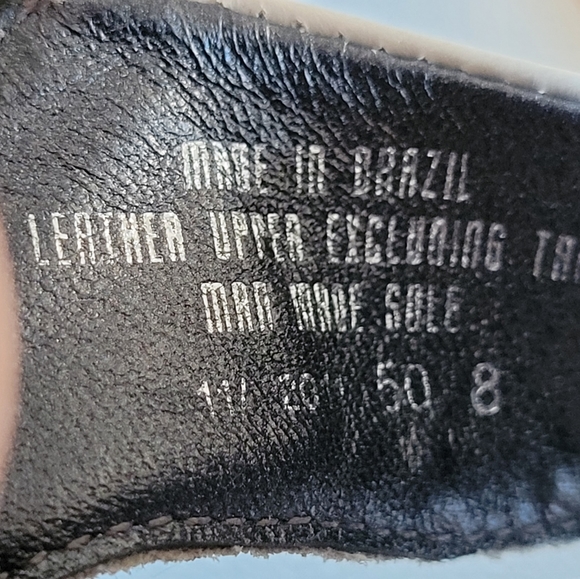 MADE IN BRAZIL
LEATHER UPPER EXCLUDING
MAN MADE SOLE
50 8